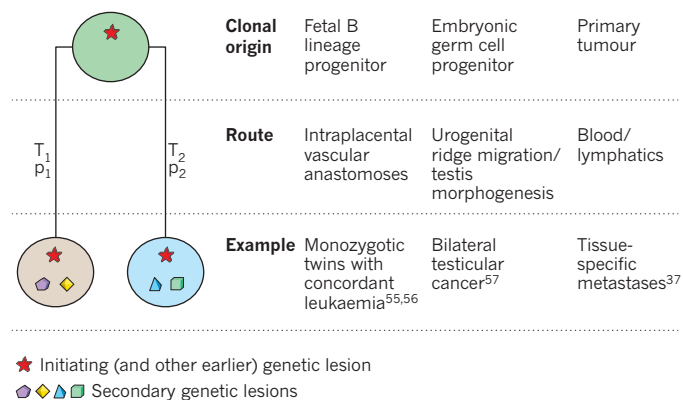 Clonal origin
Fetal B lineage progenitor
Embryonic germ cell progenitor
Primary tumour
T1 p1
T2 p2
Route
Intraplacental vascular anastomoses
Urogenital ridge migration/ testis morphogenesis
Blood/ lymphatics
Example
Monozygotic twins with concordant leukaemia55,56
Bilateral testicular cancer57
Tissue-specific metastases37
Initiating (and other earlier) genetic lesion
Secondary genetic lesions